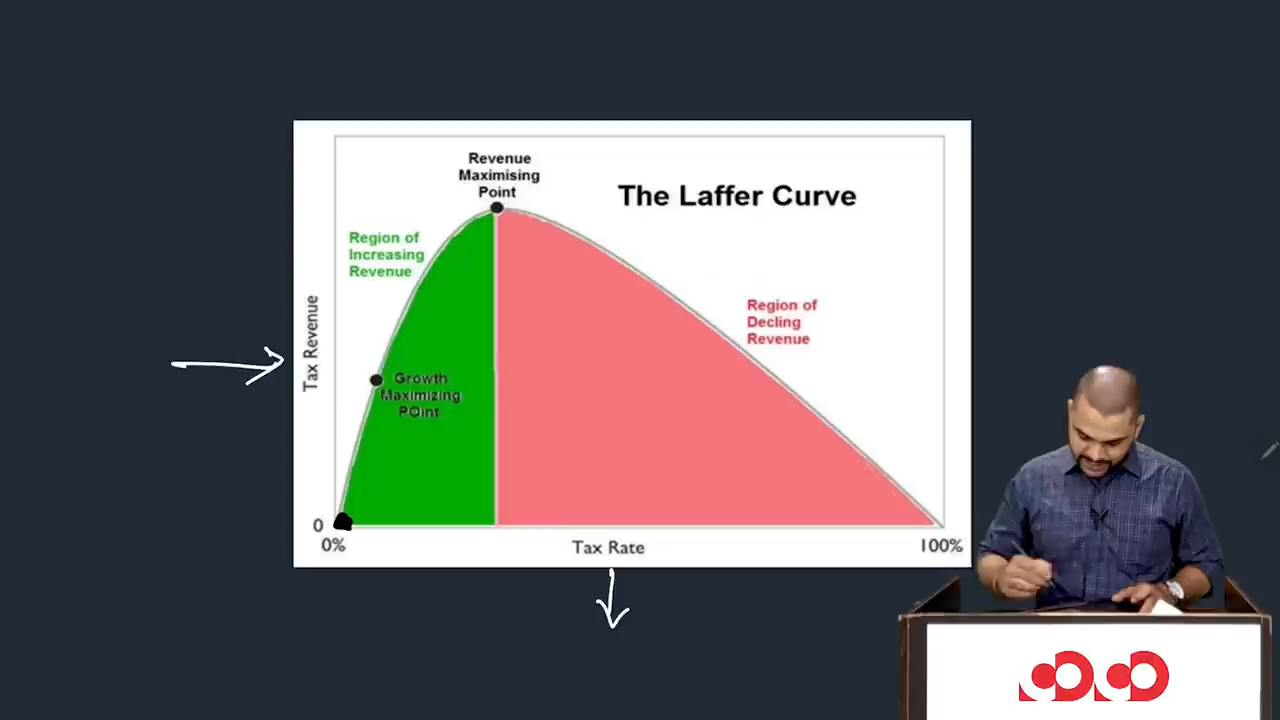 Revenue
Maximising
Point
The Laffer Curve
Region of
Increasing
Revenue
Region of
Decling
Revenue
Tax Revenue
Growth
Maximizing
POint
0
0%
Tax Rate
100%